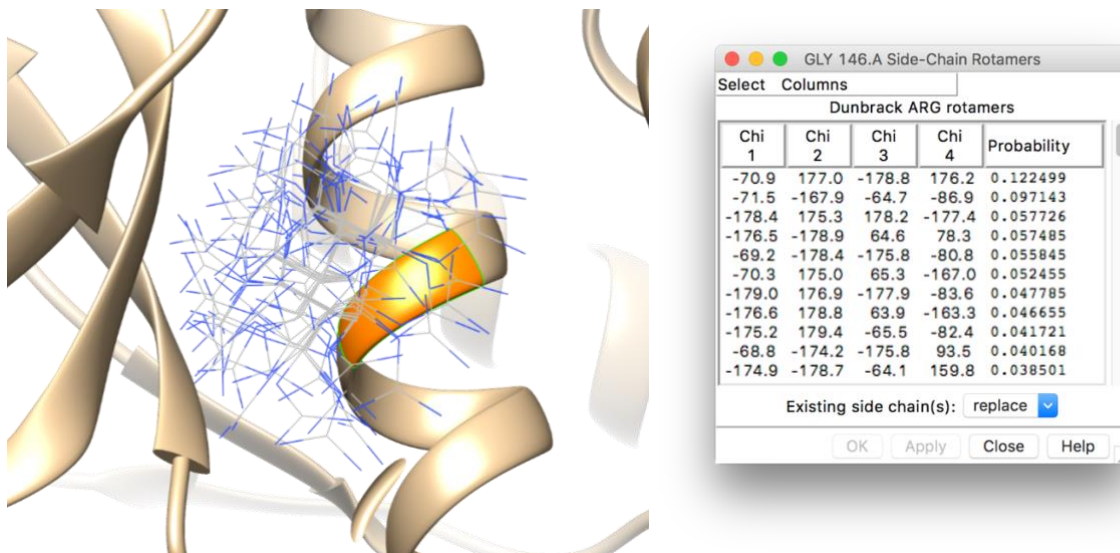 GLY 146.A Side-Chain Rotamers
Select Columns
Dunbrack ARG rotamers
Chi 1 Chi 2 Chi 3 Chi 4 Probability
-70.9 177.0 -178.8 176.2 0.122499
-71.5 -167.9 -64.7 -86.9 0.097143
-178.4 175.3 178.2 -177.4 0.057726
-176.5 -178.9 64.6 78.3 0.057485
-69.2 -178.4 -175.8 -80.8 0.055845
-70.3 175.0 65.3 -167.0 0.052455
-179.0 176.9 -177.9 -83.6 0.047785
-176.6 178.8 63.9 -163.3 0.046655
-175.2 179.4 -65.5 -82.4 0.041721
-68.8 -174.2 -175.8 93.5 0.040168
-174.9 -178.7 -64.1 159.8 0.038501
Existing side chain(s): replace
OK Apply Close Help